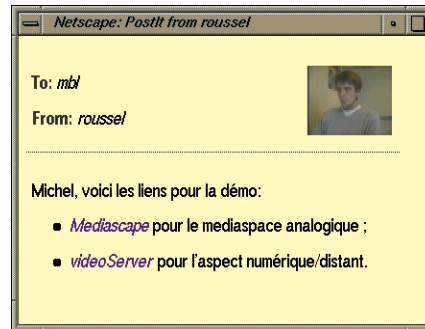 Netscape: PostIt from roussel
To: mbl
From: roussel
Michel, voici les liens pour la démo:
Mediascape pour le mediaspace analogique ;
videoServer pour l'aspect numérique/distant.